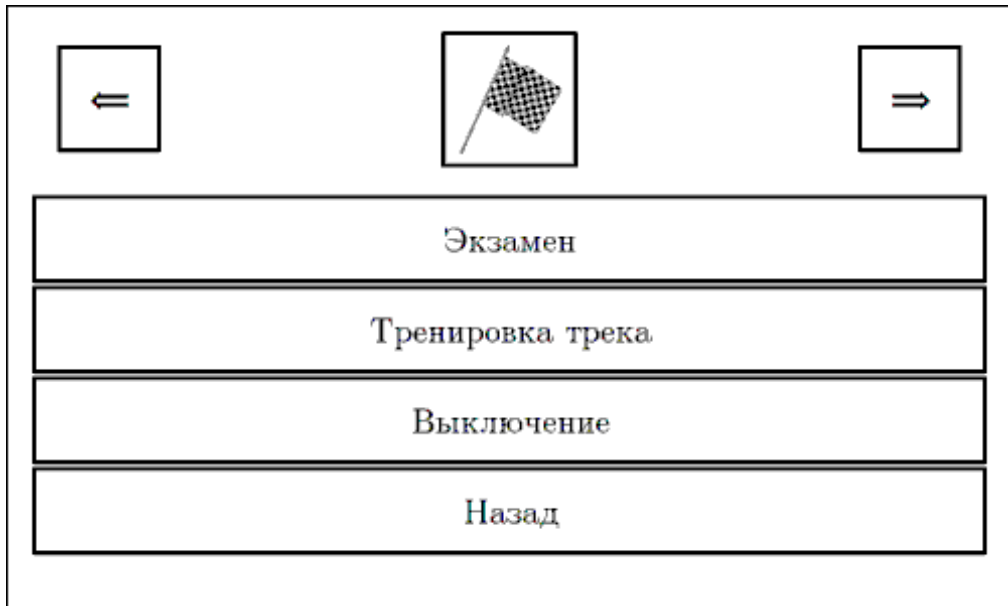 ⇐ ⇒
Экзамен
Тренировка трека
Выключение
Назад